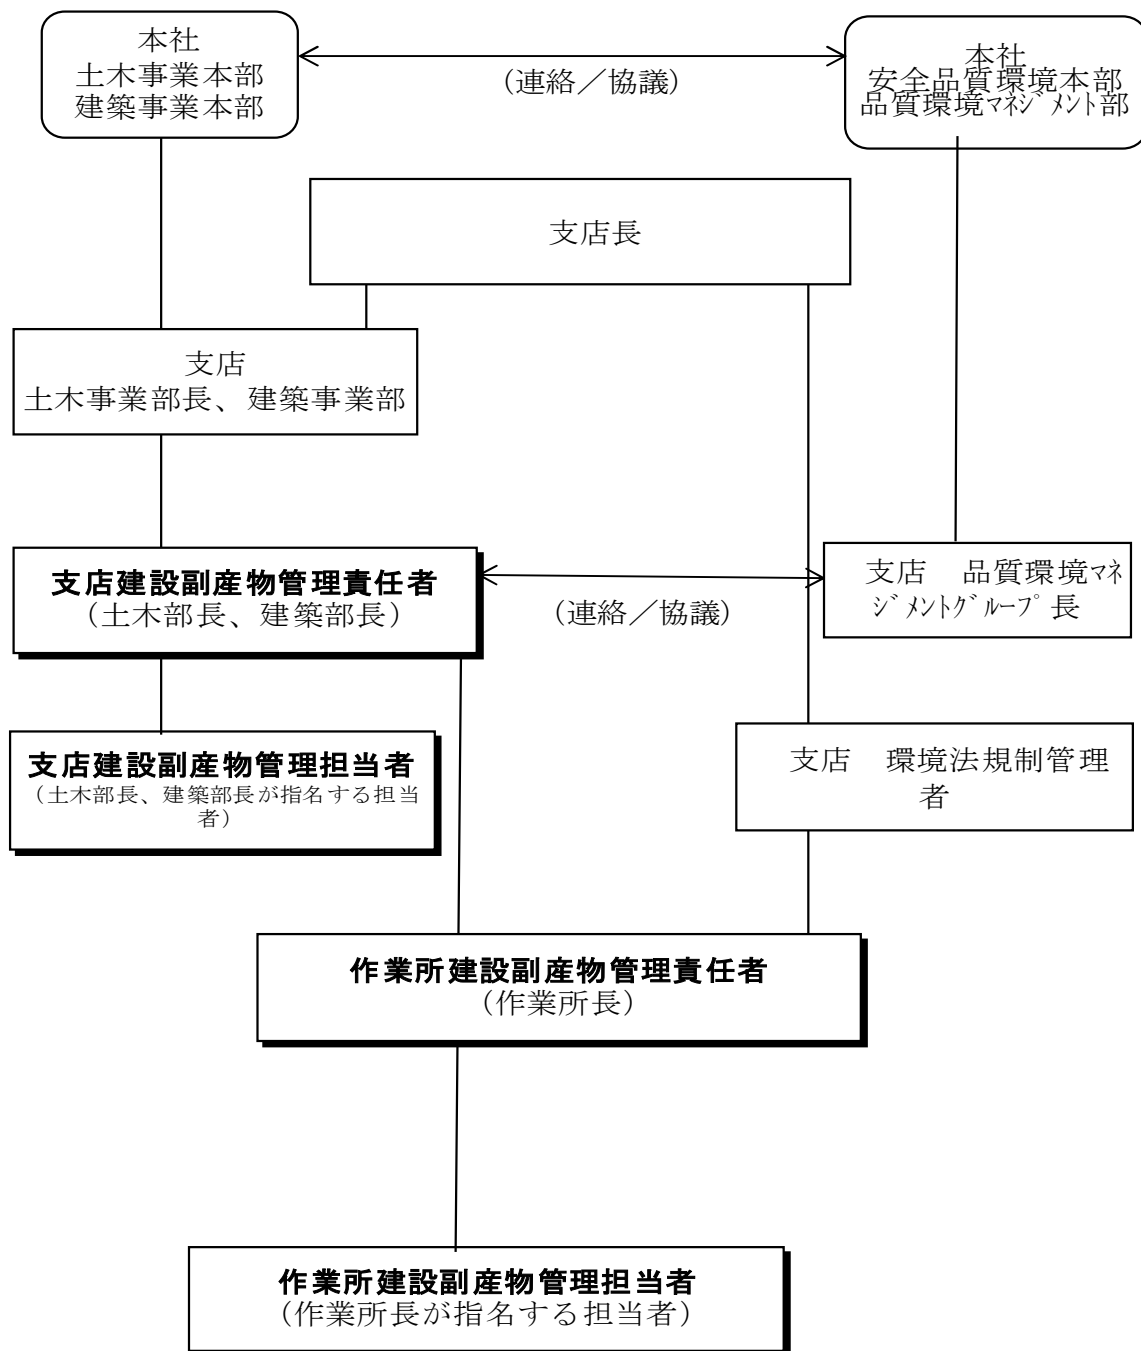 本社
土木事業本部
建築事業本部
(連絡／協議)
本社
安全品質環境本部
品質環境ﾏﾈｼﾞﾒﾝﾄ部
支店長
支店
土木事業部長、建築事業部
支店建設副産物管理責任者
（土木部長、建築部長）
(連絡／協議)
支店　品質環境ﾏﾈ
ｼﾞﾒﾝﾄｸﾞﾙｰﾌﾟ長
支店建設副産物管理担当者
（土木部長、建築部長が指名する担当
者）
支店　環境法規制管理
者
作業所建設副産物管理責任者
（作業所長）
作業所建設副産物管理担当者
（作業所長が指名する担当者）